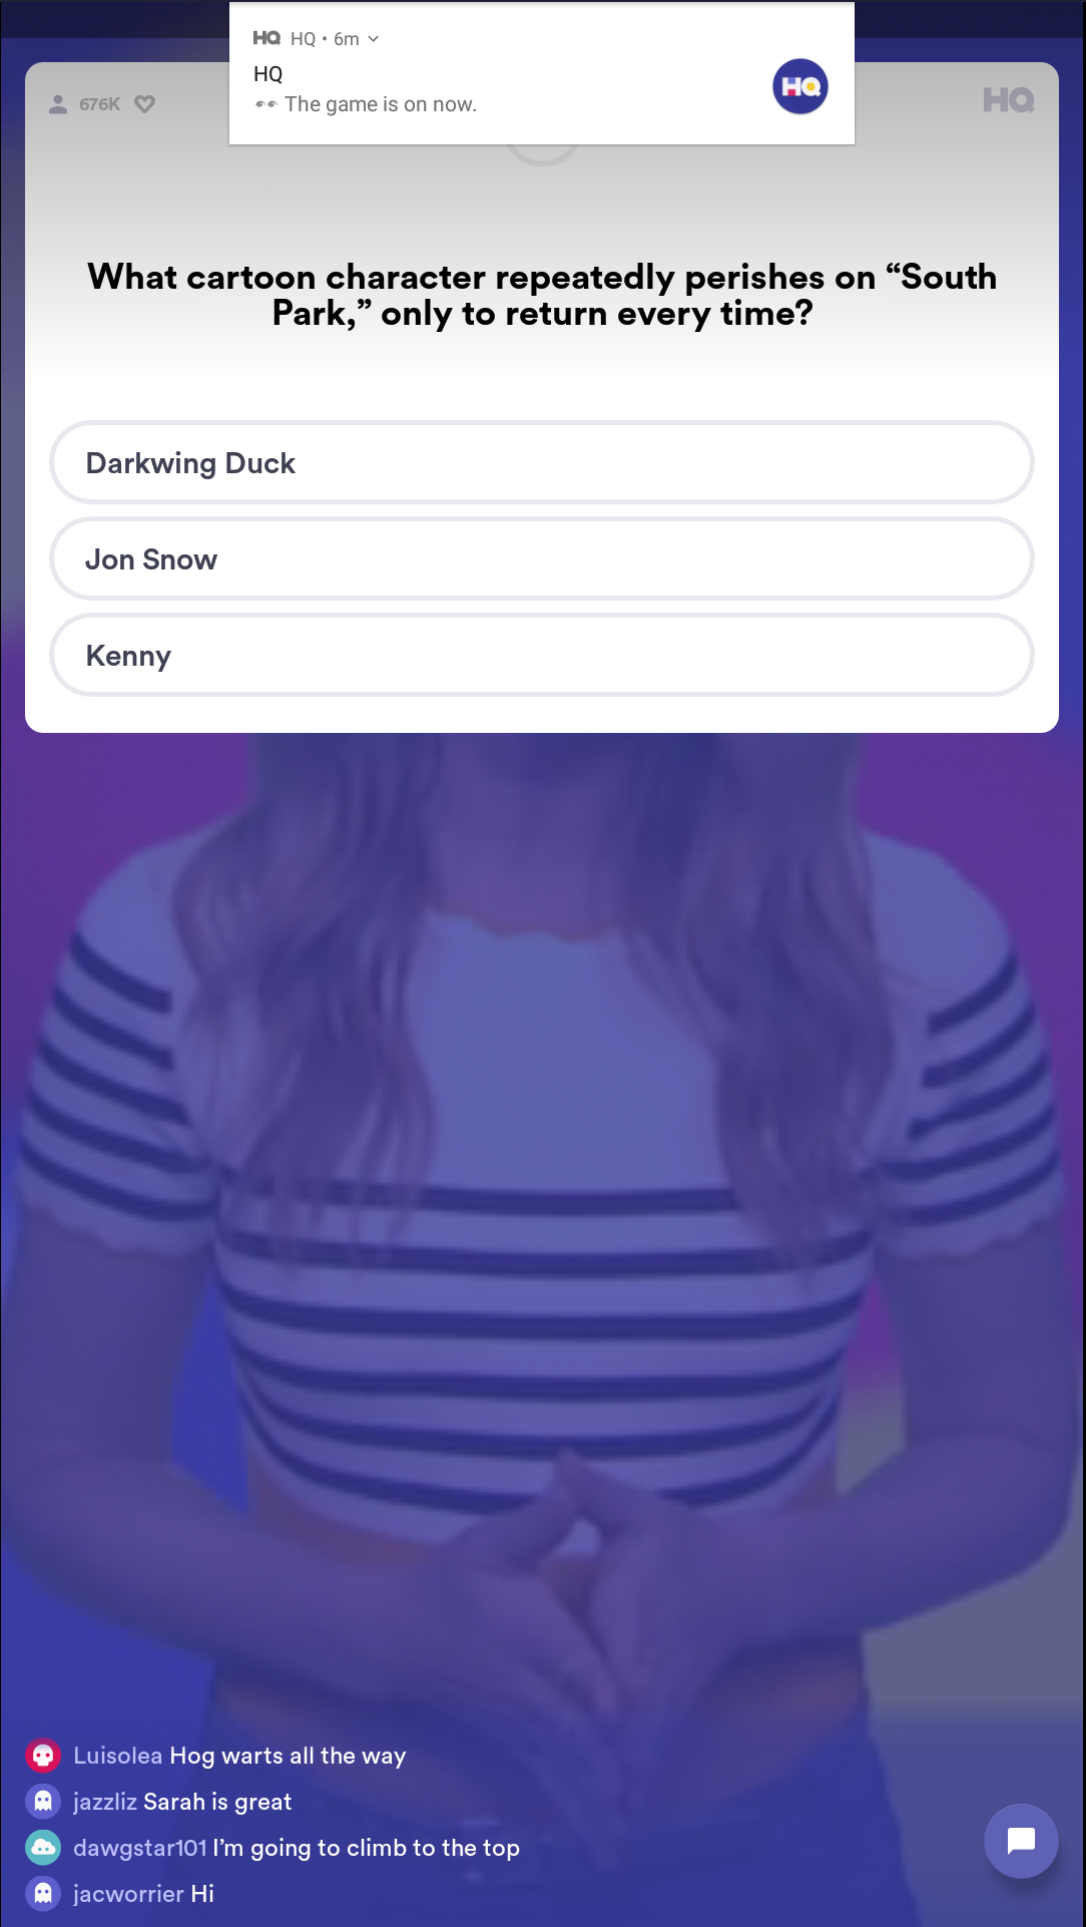 HQ HQ • 6m
HQ
👀 The game is on now.
HQ
676K
HQ
What cartoon character repeatedly perishes on “South
Park,” only to return every time?
Darkwing Duck
Jon Snow
Kenny
Luisolea Hog warts all the way
jazzliz Sarah is great
dawgstar101 I’m going to climb to the top
jacworrier Hi